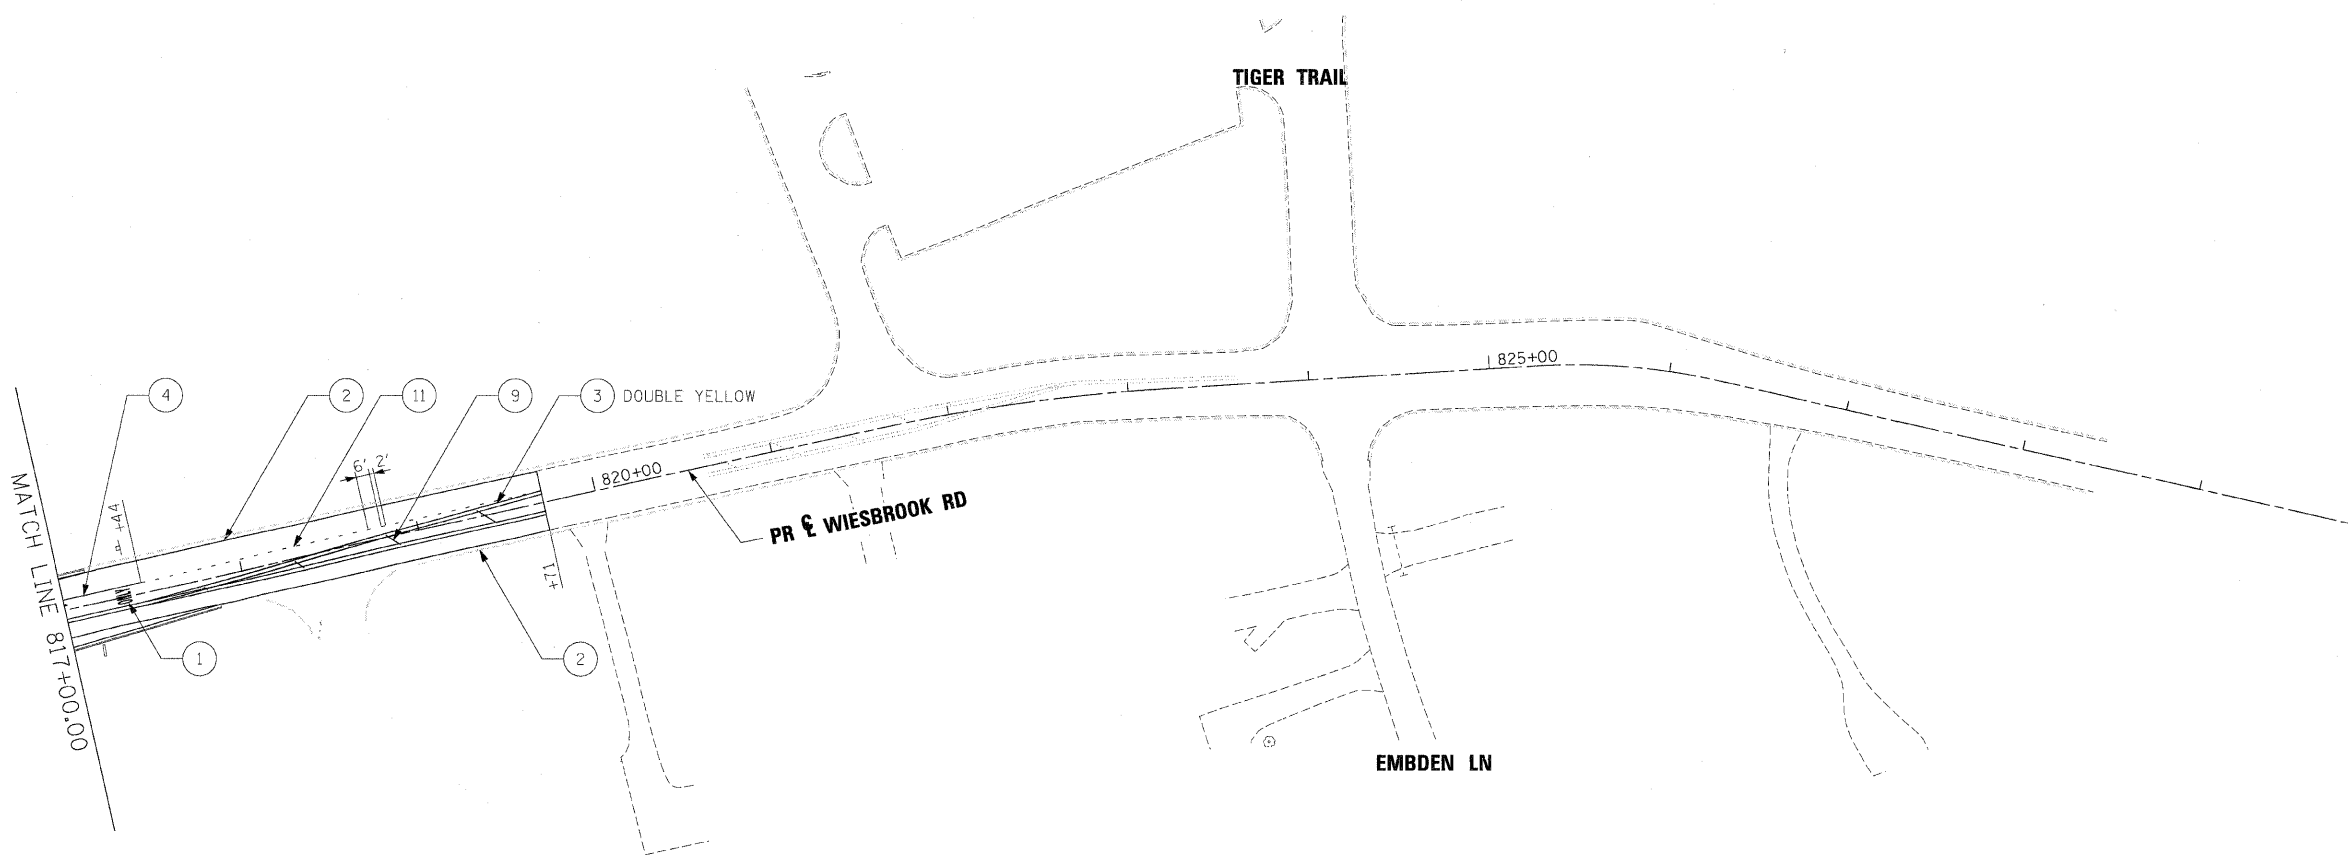 TIGER TRAIL
825+00
4
2
11
9
3 DOUBLE YELLOW
6' 2'
820+00
PR ℄ WIESBROOK RD
MATCH LINE 817+00.00
+44
+71
1
2
EMBDEN LN